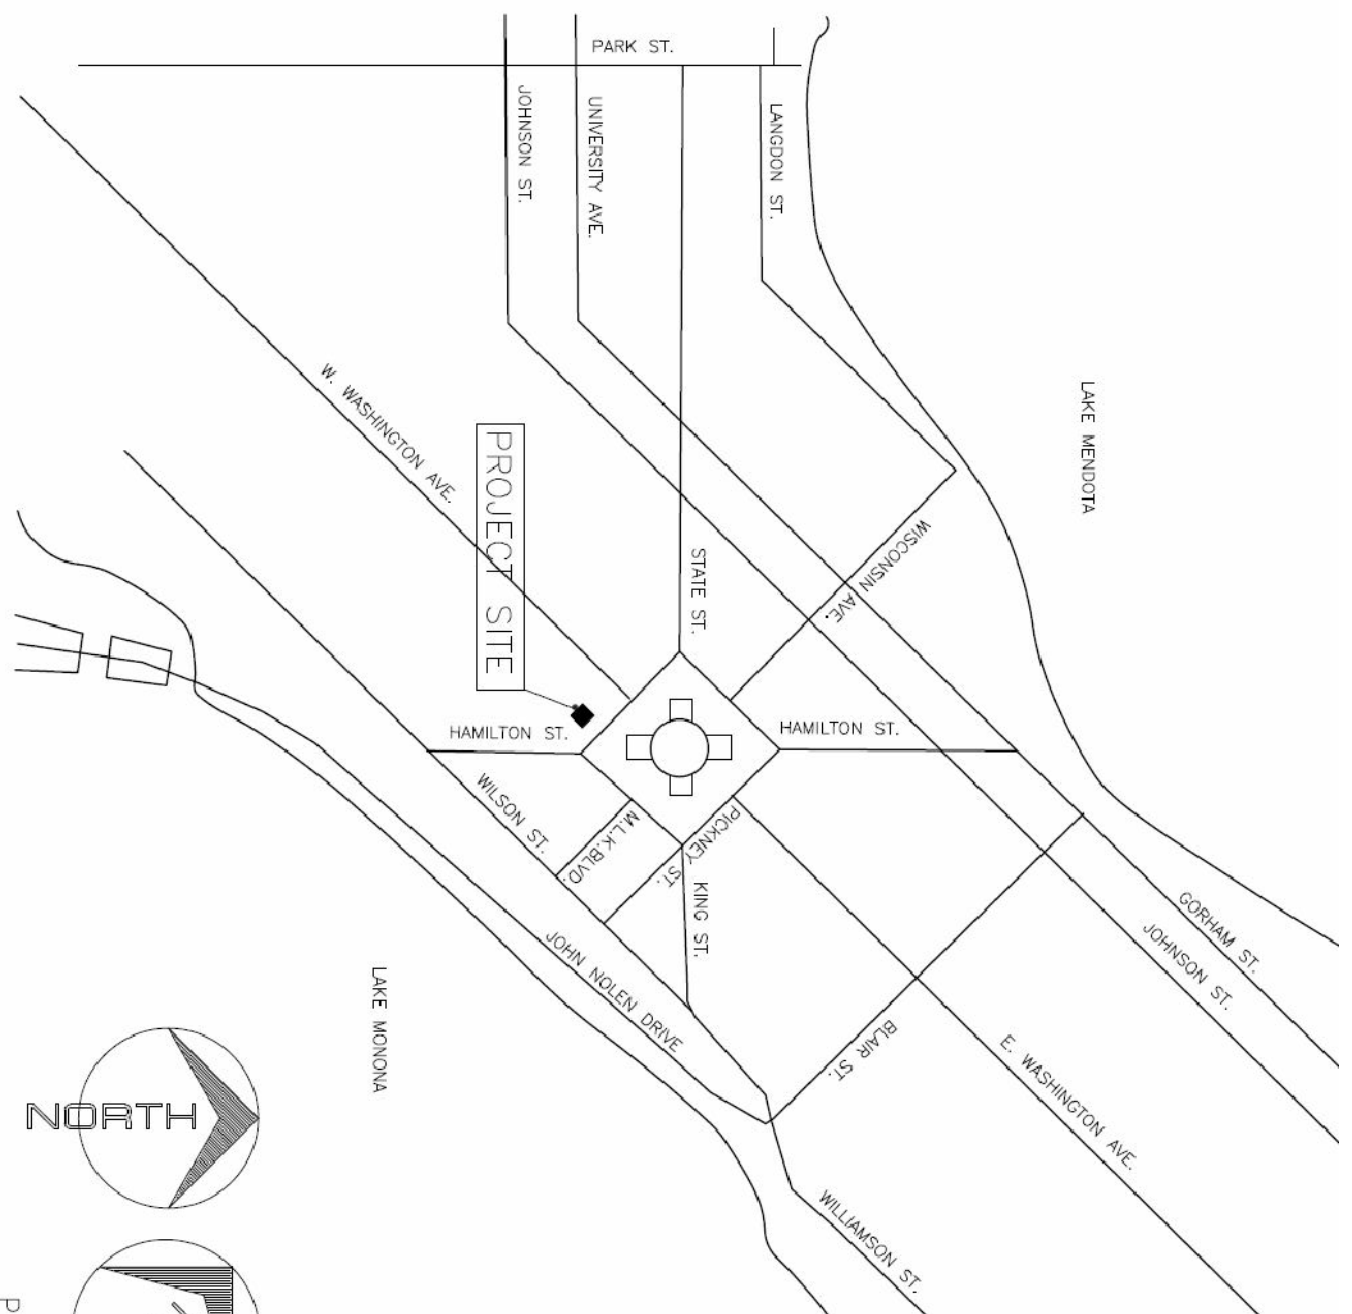 PARK ST.
JOHNSON ST.
UNIVERSITY AVE.
LANGDON ST.
LAKE MENDOTA
W. WASHINGTON AVE.
PROJECT SITE
STATE ST.
WISCONSIN AVE.
HAMILTON ST.
HAMILTON ST.
WILSON ST.
M.L.K.BLVD.
PICKNEY ST.
KING ST.
GORHAM ST.
JOHNSON ST.
JOHN NOLEN DRIVE
BLAIR ST.
E. WASHINGTON AVE.
LAKE MONONA
NORTH
WILLIAMSON ST.
P